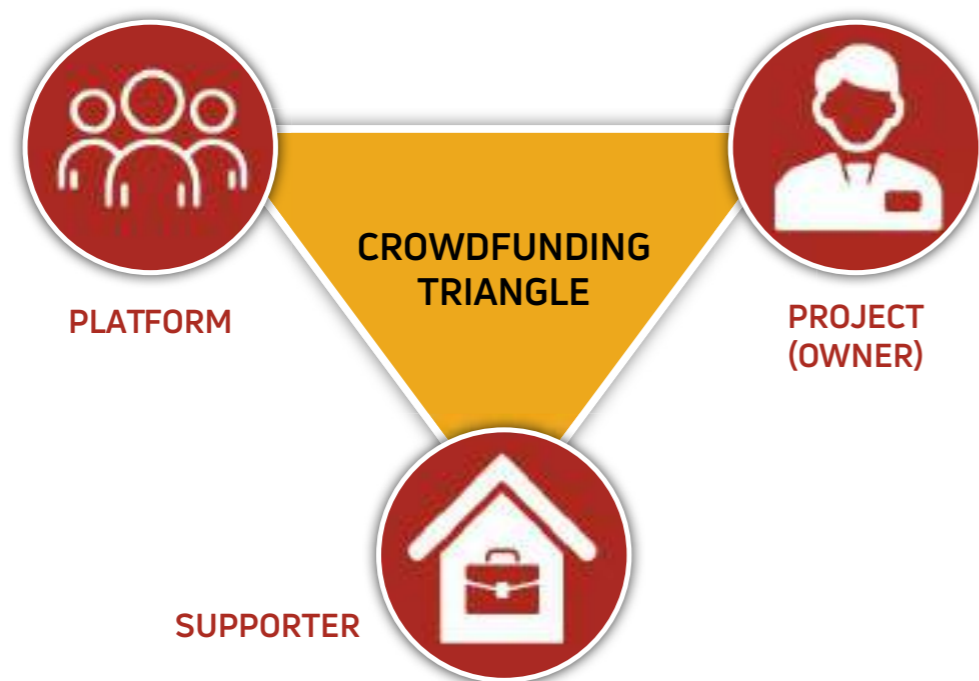 CROWDFUNDING
TRIANGLE
PLATFORM
PROJECT
(OWNER)
SUPPORTER